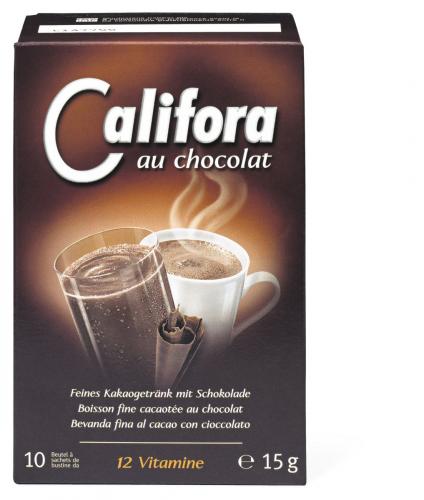 Califora
au chocolat
Feines Kakaogetränk mit Schokolade
Boisson fine cacaotée au chocolat
Bevanda fina al cacao con cioccolato
10 Beutel à
sachets de
bustine da
12 Vitamine
℮ 15 g